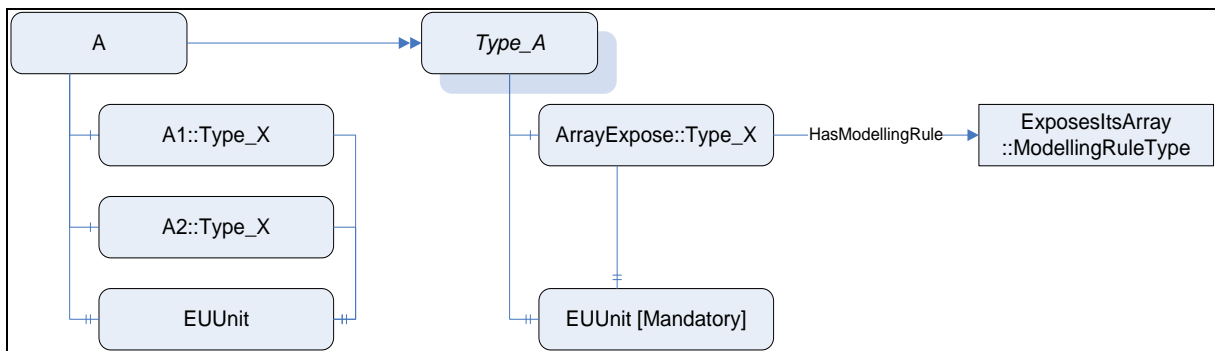 A
Type_A
A1::Type_X
ArrayExpose::Type_X
HasModellingRule
ExposesItsArray
::ModellingRuleType
A2::Type_X
EUUnit
EUUnit [Mandatory]